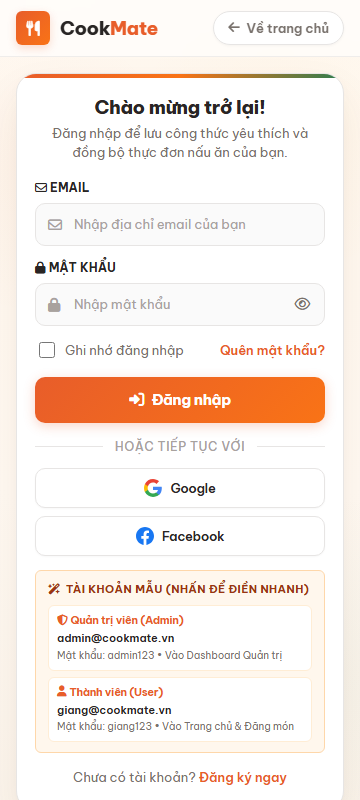 CookMate
Về trang chủ
Chào mừng trở lại!
Đăng nhập để lưu công thức yêu thích và
đồng bộ thực đơn nấu ăn của bạn.
EMAIL
Nhập địa chỉ email của bạn
MẬT KHẨU
Nhập mật khẩu
Ghi nhớ đăng nhập
Quên mật khẩu?
Đăng nhập
HOẶC TIẾP TỤC VỚI
Google
Facebook
TÀI KHOẢN MẪU (NHẤN ĐỂ ĐIỀN NHANH)
Quản trị viên (Admin)
admin@cookmate.vn
Mật khẩu: admin123 • Vào Dashboard Quản trị
Thành viên (User)
giang@cookmate.vn
Mật khẩu: giang123 • Vào Trang chủ & Đăng món
Chưa có tài khoản? Đăng ký ngay